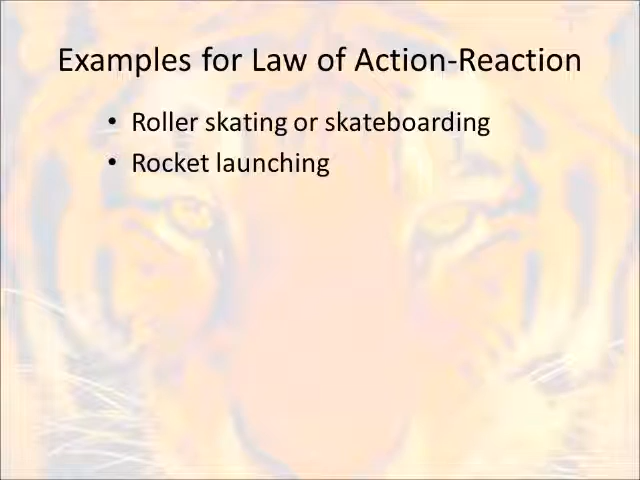 Examples for Law of Action-Reaction
• Roller skating or skateboarding
• Rocket launching